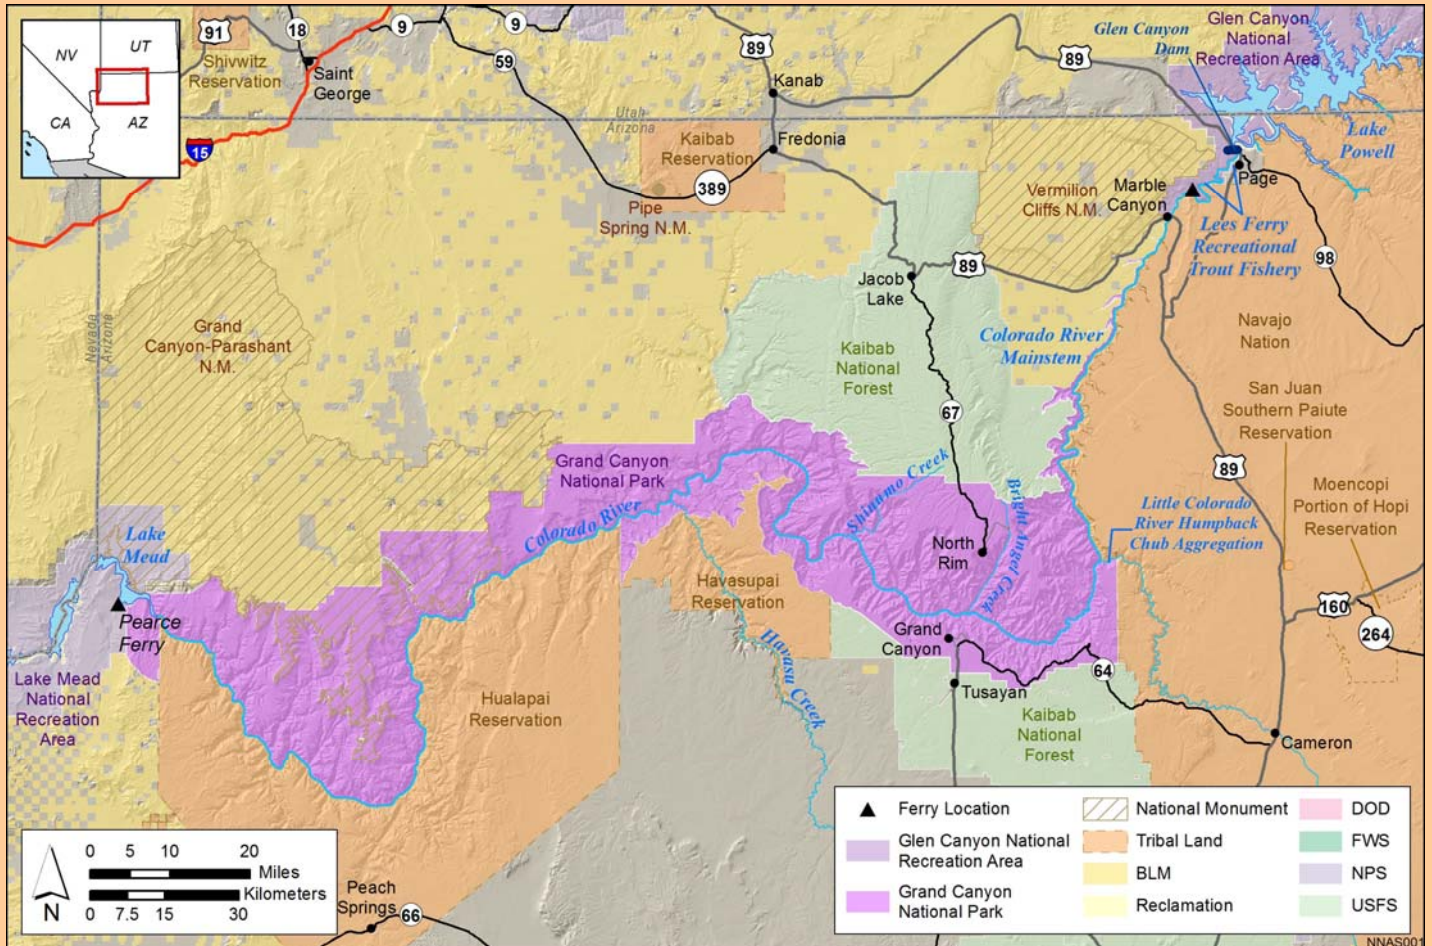 NV
UT
CA
AZ
91
18
9
9
59
89
89
15
389
89
67
98
89
160
264
64
66
Shivwitz
Reservation
Saint
George
Kanab
Utah
Arizona
Fredonia
Kaibab
Reservation
Pipe
Spring N.M.
Glen Canyon
Dam
Glen Canyon
National
Recreation Area
Lake
Powell
Page
Marble
Canyon
Vermilion
Cliffs N.M.
Lees Ferry
Recreational
Trout Fishery
Jacob
Lake
Colorado River
Mainstem
Navajo
Nation
Nevada
Arizona
Grand
Canyon-Parashant
N.M.
Kaibab
National
Forest
San Juan
Southern Paiute
Reservation
Moencopi
Portion of Hopi
Reservation
Grand Canyon
National Park
Colorado River
Shinumo Creek
Bright Angel Creek
North
Rim
Little Colorado
River Humpback
Chub Aggregation
Lake
Mead
Pearce
Ferry
Havasupai
Reservation
Havasu Creek
Grand
Canyon
Tusayan
Lake Mead
National
Recreation
Area
Hualapai
Reservation
Kaibab
National
Forest
Cameron
Peach
Springs
N
0 5 10 20
Miles
Kilometers
0 7.5 15 30
Ferry Location
Glen Canyon National
Recreation Area
Grand Canyon
National Park
National Monument
Tribal Land
BLM
Reclamation
DOD
FWS
NPS
USFS
NNAS001